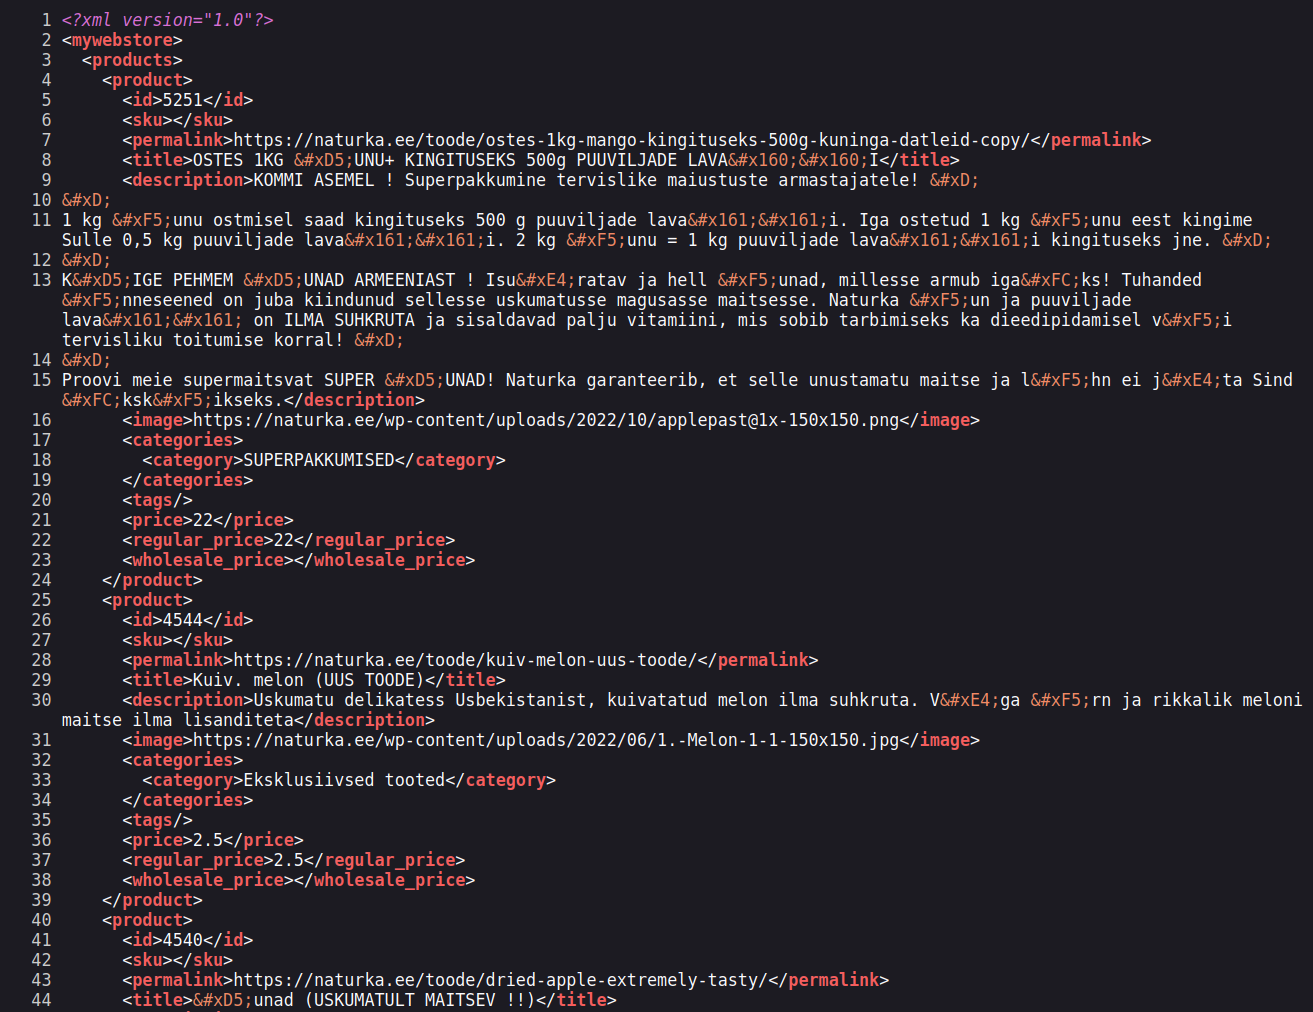 1 <?xml version="1.0"?>
2 <mywebstore>
3   <products>
4     <product>
5       <id>5251</id>
6       <sku></sku>
7       <permalink>https://naturka.ee/toode/ostes-1kg-mango-kingituseks-500g-kuninga-datleid-copy/</permalink>
8       <title>OSTES 1KG &#xD5;UNU+ KINGITUSEKS 500g PUUVILJADE LAVA&#x160;&#x160;I</title>
9       <description>KOMMI ASEMEL ! Superpakkumine tervislike maiustuste armastajatele! &#xD;
10 &#xD;
11 1 kg &#xF5;unu ostmisel saad kingituseks 500 g puuviljade lava&#x161;&#x161;i. Iga ostetud 1 kg &#xF5;unu eest kingime
Sulle 0,5 kg puuviljade lava&#x161;&#x161;i. 2 kg &#xF5;unu = 1 kg puuviljade lava&#x161;&#x161;i kingituseks jne. &#xD;
12 &#xD;
13 K&#xD5;IGE PEHMEM &#xD5;UNAD ARMEENIAST ! Isu&#xE4;ratav ja hell &#xF5;unad, millesse armub iga&#xFC;ks! Tuhanded
&#xF5;nneseened on juba kiindunud sellesse uskumatusse magusasse maitsesse. Naturka &#xF5;un ja puuviljade
lava&#x161;&#x161; on ILMA SUHKRUTA ja sisaldavad palju vitamiini, mis sobib tarbimiseks ka dieedipidamisel v&#xF5;i
tervisliku toitumise korral! &#xD;
14 &#xD;
15 Proovi meie supermaitsvat SUPER &#xD5;UNAD! Naturka garanteerib, et selle unustamatu maitse ja l&#xF5;hn ei j&#xE4;ta Sind
&#xFC;ksk&#xF5;ikseks.</description>
16       <image>https://naturka.ee/wp-content/uploads/2022/10/applepast@1x-150x150.png</image>
17       <categories>
18         <category>SUPERPAKKUMISED</category>
19       </categories>
20       <tags/>
21       <price>22</price>
22       <regular_price>22</regular_price>
23       <wholesale_price></wholesale_price>
24     </product>
25     <product>
26       <id>4544</id>
27       <sku></sku>
28       <permalink>https://naturka.ee/toode/kuiv-melon-uus-toode/</permalink>
29       <title>Kuiv. melon (UUS TOODE)</title>
30       <description>Uskumatu delikatess Usbekistanist, kuivatatud melon ilma suhkruta. V&#xE4;ga &#xF5;rn ja rikkalik meloni
maitse ilma lisanditeta</description>
31       <image>https://naturka.ee/wp-content/uploads/2022/06/1.-Melon-1-1-150x150.jpg</image>
32       <categories>
33         <category>Eksklusiivsed tooted</category>
34       </categories>
35       <tags/>
36       <price>2.5</price>
37       <regular_price>2.5</regular_price>
38       <wholesale_price></wholesale_price>
39     </product>
40     <product>
41       <id>4540</id>
42       <sku></sku>
43       <permalink>https://naturka.ee/toode/dried-apple-extremely-tasty/</permalink>
44       <title>&#xD5;unad (USKUMATULT MAITSEV !!)</title>